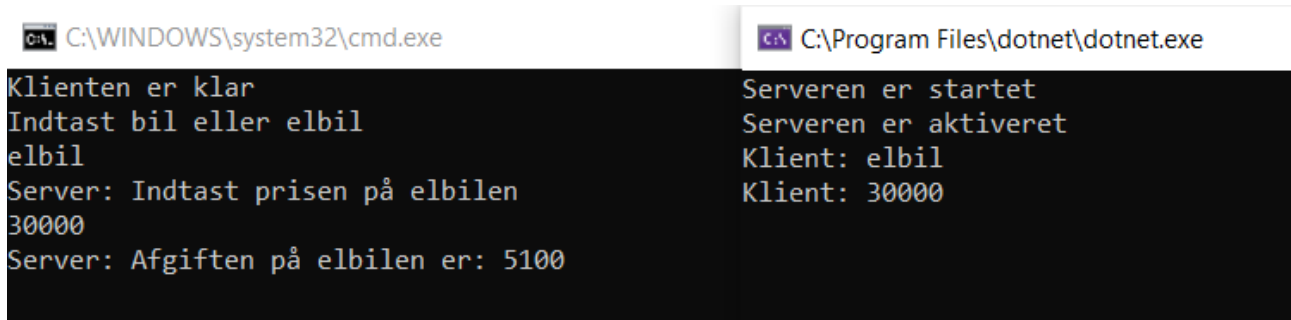 C:\WINDOWS\system32\cmd.exe
Klienten er klar
Indtast bil eller elbil
elbil
Server: Indtast prisen på elbilen
30000
Server: Afgiften på elbilen er: 5100
C:\Program Files\dotnet\dotnet.exe
Serveren er startet
Serveren er aktiveret
Klient: elbil
Klient: 30000